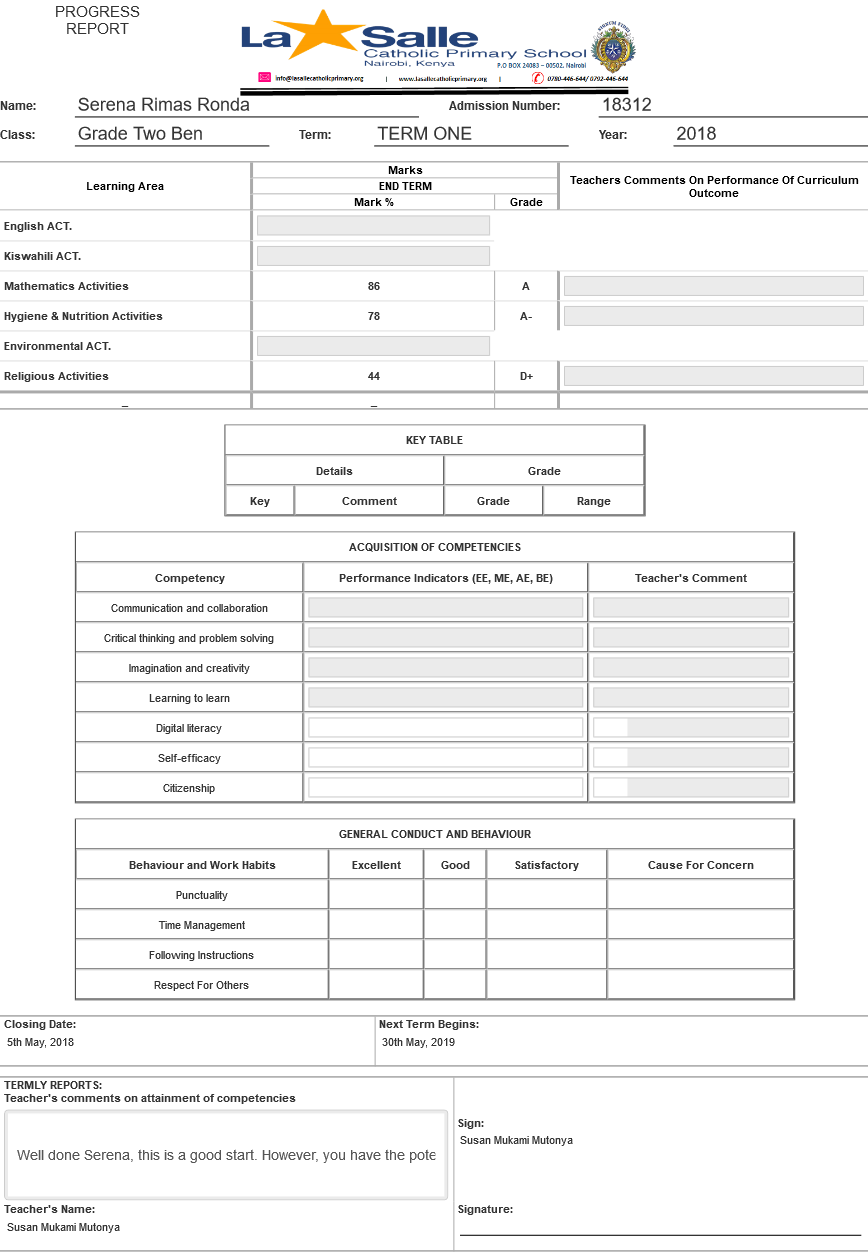 PROGRESS
REPORT
La Salle
Catholic Primary School
Nairobi, Kenya
P.O BOX 24083 – 00502, Nairobi
info@lasallecatholicprimary.org | www.lasallecatholicprimary.org | 0780-446-644/ 0792-446-644
Name: Serena Rimas Ronda Admission Number: 18312
Class: Grade Two Ben Term: TERM ONE Year: 2018
Learning Area Marks Teachers Comments On Performance Of Curriculum Outcome
END TERM
Mark % Grade
English ACT.
Kiswahili ACT.
Mathematics Activities 86 A
Hygiene & Nutrition Activities 78 A-
Environmental ACT.
Religious Activities 44 D+
_ _
KEY TABLE
Details Grade
Key Comment Grade Range
ACQUISITION OF COMPETENCIES
Competency Performance Indicators (EE, ME, AE, BE) Teacher's Comment
Communication and collaboration
Critical thinking and problem solving
Imagination and creativity
Learning to learn
Digital literacy
Self-efficacy
Citizenship
GENERAL CONDUCT AND BEHAVIOUR
Behaviour and Work Habits Excellent Good Satisfactory Cause For Concern
Punctuality
Time Management
Following Instructions
Respect For Others
Closing Date: Next Term Begins:
5th May, 2018 30th May, 2019
TERMLY REPORTS:
Teacher's comments on attainment of competencies
Well done Serena, this is a good start. However, you have the pote
Sign:
Susan Mukami Mutonya
Teacher's Name: Signature:
Susan Mukami Mutonya